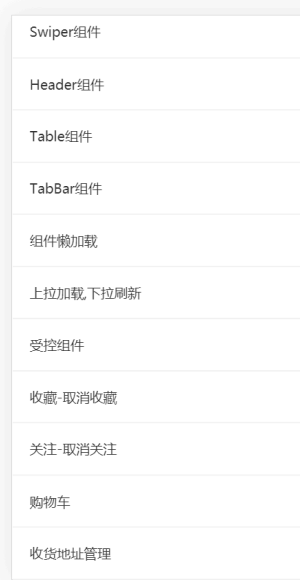 Swiper组件
Header组件
Table组件
TabBar组件
组件懒加载
上拉加载,下拉刷新
受控组件
收藏-取消收藏
关注-取消关注
购物车
收货地址管理